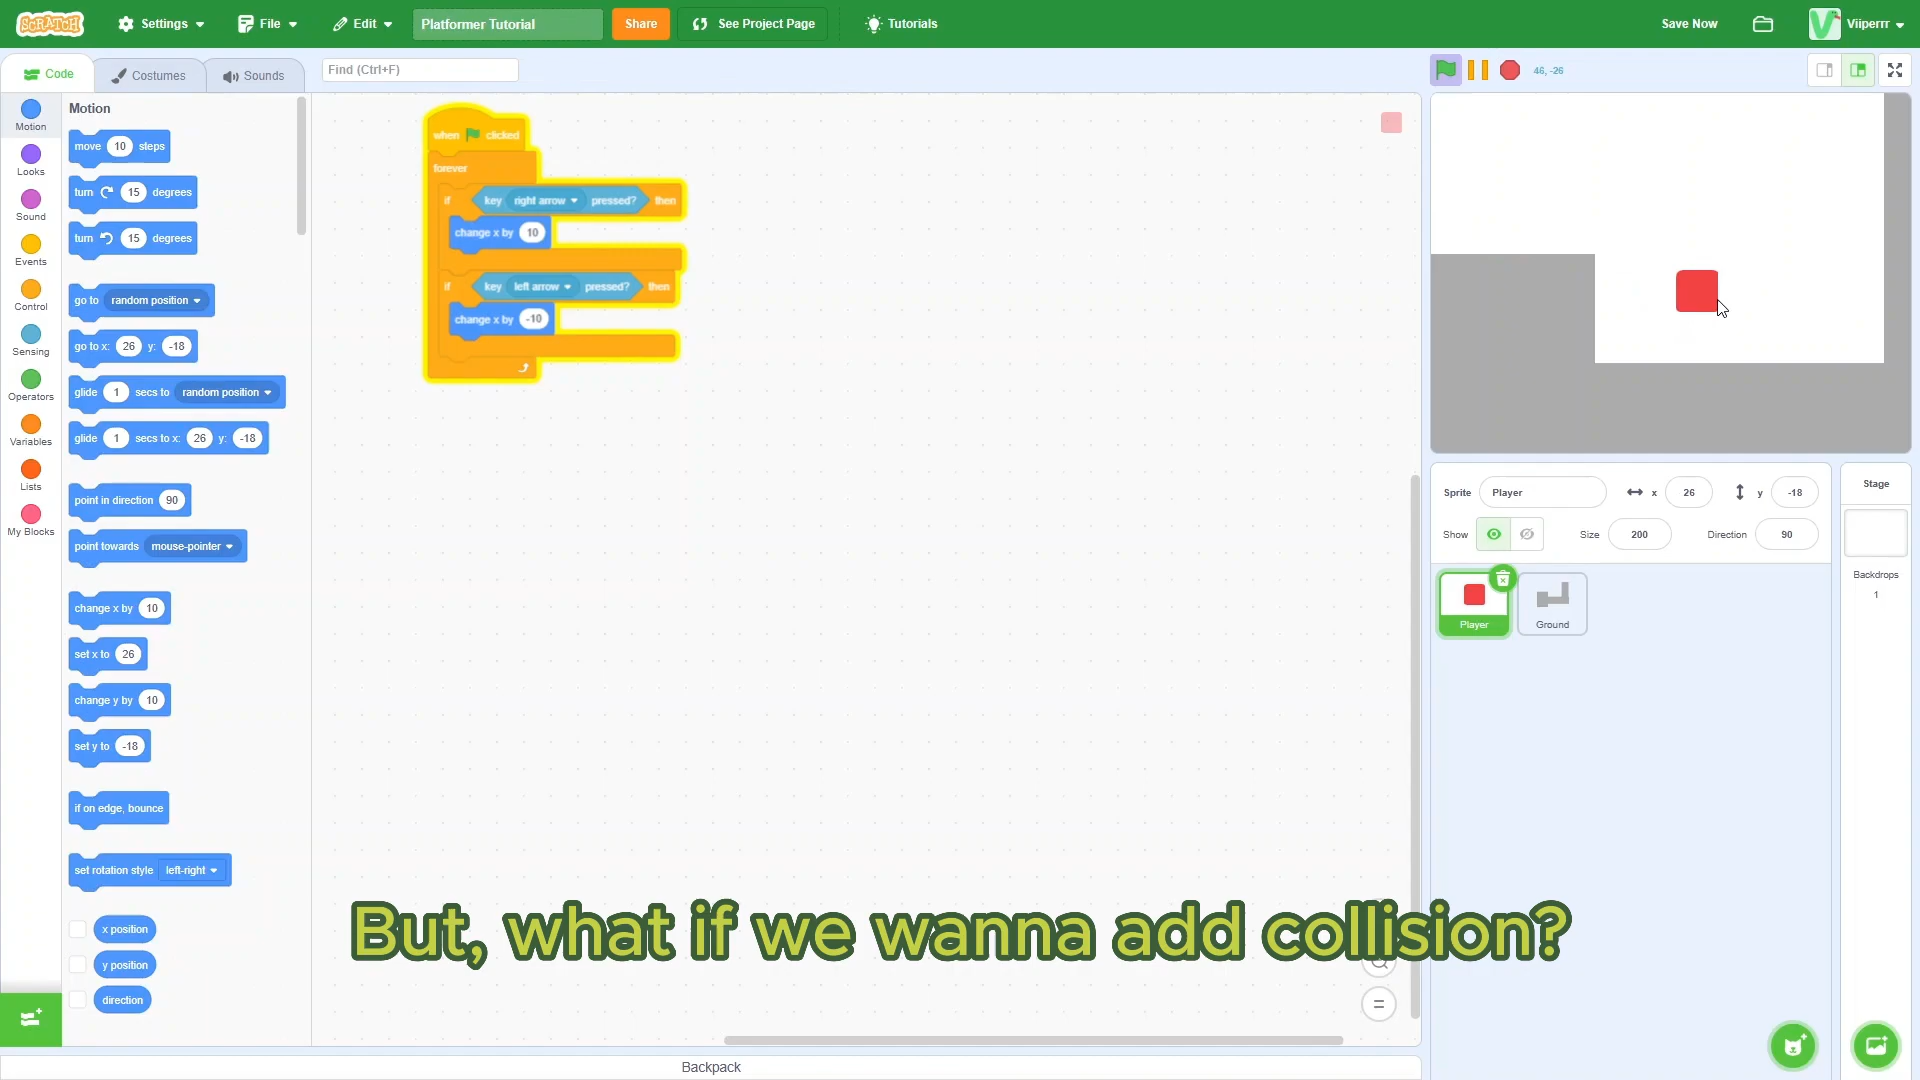 SCRATCH
Settings
File
Edit
Platformer Tutorial
Share
See Project Page
Tutorials
Save Now
Viiperrr
Code
Costumes
Sounds
Find (Ctrl+F)
46, -26
Motion
Looks
Sound
Events
Control
Sensing
Operators
Variables
Lists
My Blocks
Motion
move 10 steps
turn 15 degrees
turn 15 degrees
go to random position
go to x: 26 y: -18
glide 1 secs to random position
glide 1 secs to x: 26 y: -18
point in direction 90
point towards mouse-pointer
change x by 10
set x to 26
change y by 10
set y to -18
if on edge, bounce
set rotation style left-right
x position
y position
direction
when clicked
forever
if key right arrow pressed? then
change x by 10
if key left arrow pressed? then
change x by -10
Sprite Player x 26 y -18
Show Size 200 Direction 90
Player
Ground
Stage
Backdrops
1
But, what if we wanna add collision?
Backpack